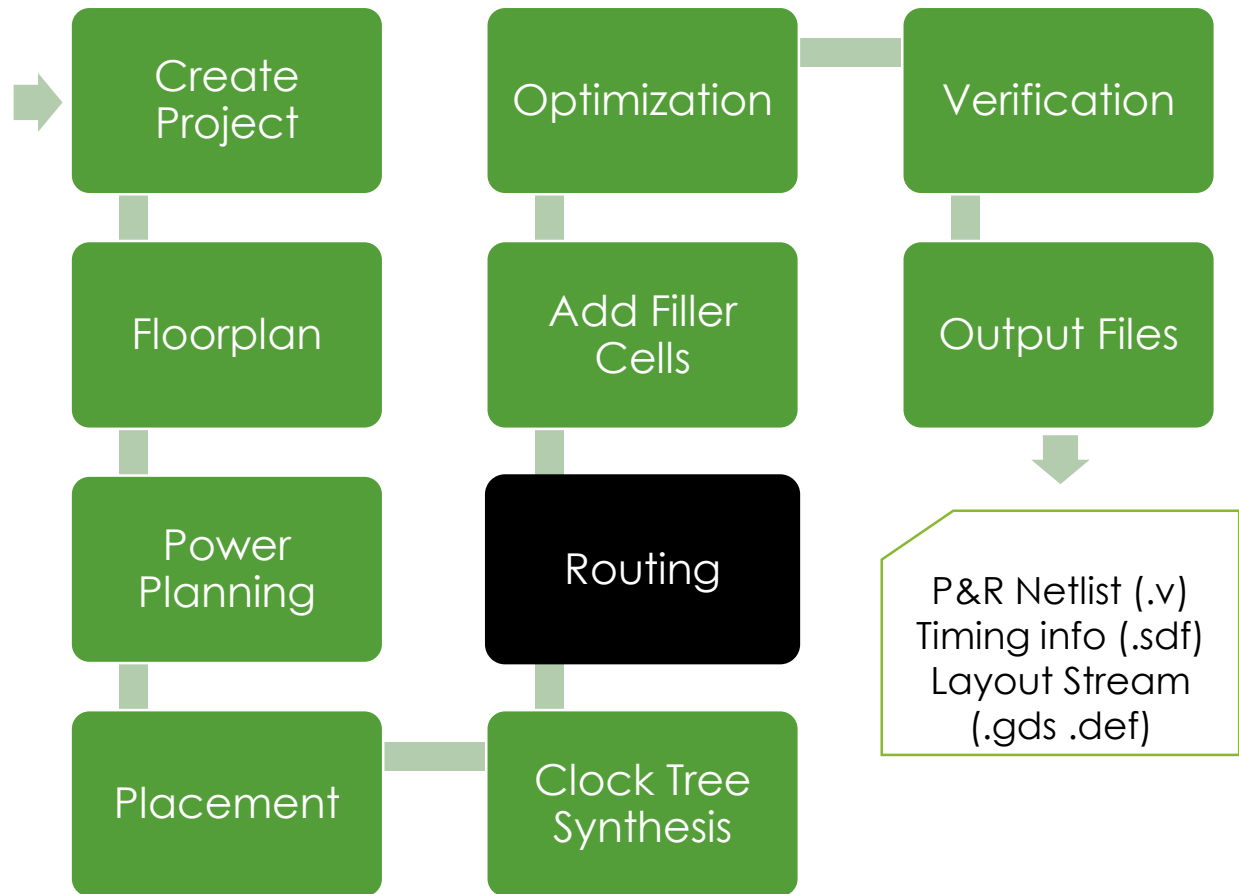 Create
Project
Floorplan
Power
Planning
Placement
Clock Tree
Synthesis
Routing
Add Filler
Cells
Optimization
Verification
Output Files
P&R Netlist (.v)
Timing info (.sdf)
Layout Stream
(.gds .def)